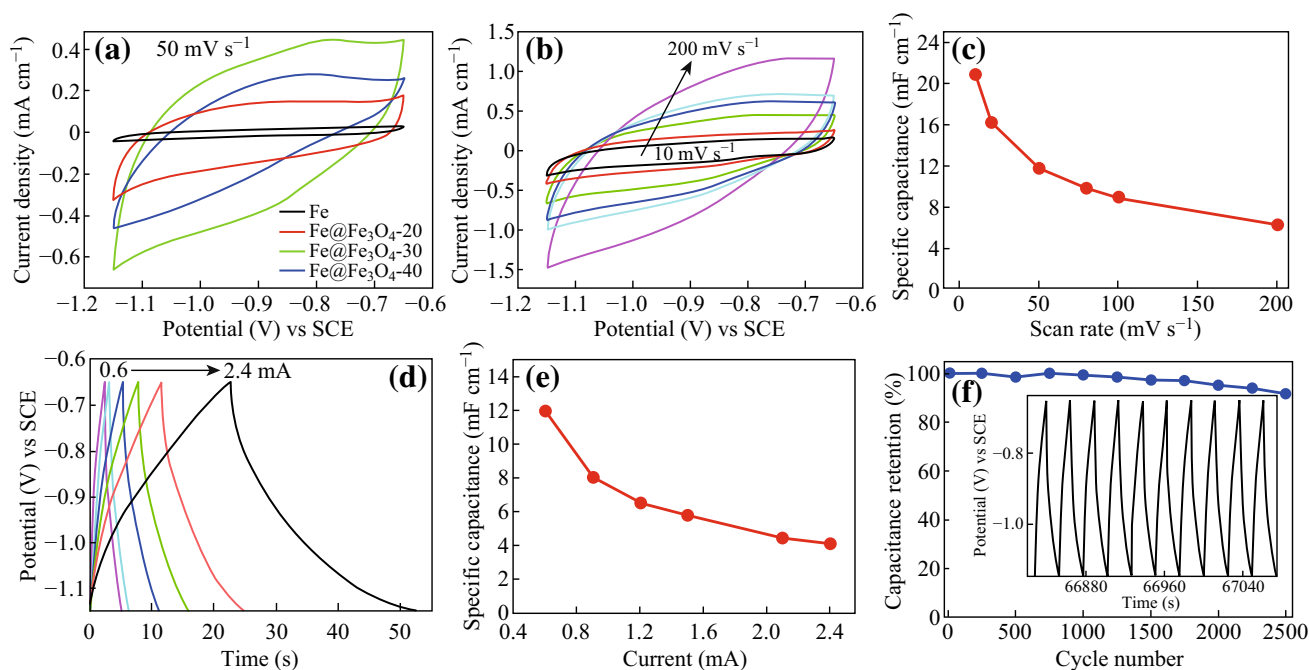 (a)
50 mV s⁻¹
Current density (mA cm⁻¹)
0.4
0.2
0
−0.2
−0.4
−0.6
Fe
Fe@Fe₃O₄-20
Fe@Fe₃O₄-30
Fe@Fe₃O₄-40
−1.2 −1.1 −1.0 −0.9 −0.8 −0.7 −0.6
Potential (V) vs SCE
(b)
200 mV s⁻¹
10 mV s⁻¹
Current density (mA cm⁻¹)
1.5
1.0
0.5
0
−0.5
−1.0
−1.5
1.2 −1.1 −1.0 −0.9 −0.8 −0.7 −0.6
Potential (V) vs SCE
(c)
Specific capacitance (mF cm⁻¹)
24
20
16
12
8
4
0
0 50 100 150 200
Scan rate (mV s⁻¹)
(d)
0.6 2.4 mA
Potential (V) vs SCE
−0.6
−0.7
−0.8
−0.9
−1.0
−1.1
0 10 20 30 40 50
Time (s)
(e)
Specific capacitance (mF cm⁻¹)
14
12
10
8
6
4
2
0
0.4 0.8 1.2 1.6 2.0 2.4
Current (mA)
(f)
Capacitance retention (%)
100
80
60
40
20
0
0 500 1000 1500 2000 2500
Cycle number
Potential (V) vs SCE
−0.8
−1.0
66880 66960 67040
Time (s)